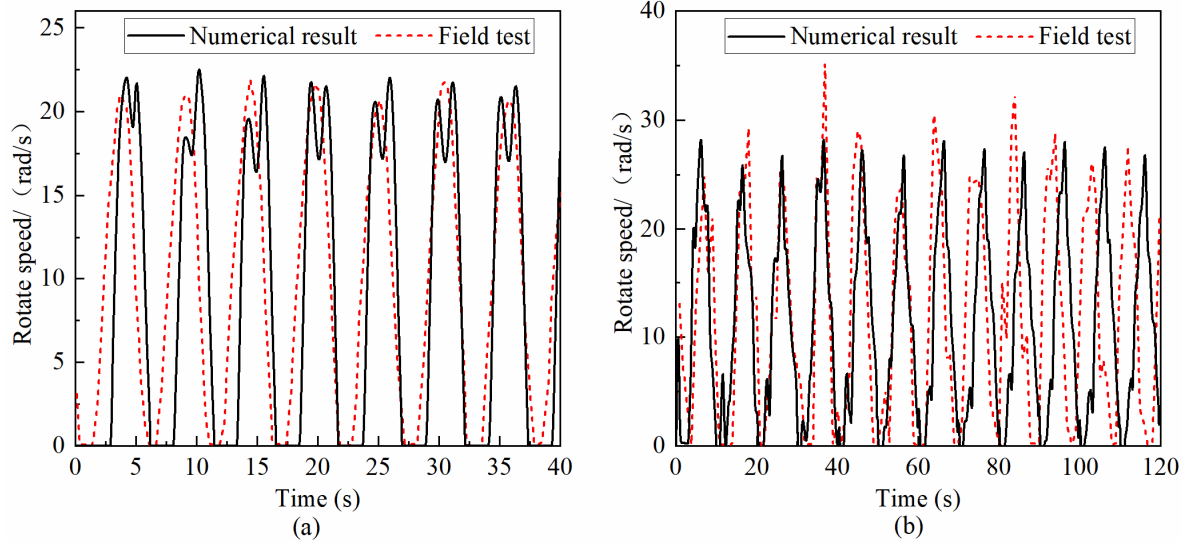 Numerical result Field test
Rotate speed/（rad/s）
25
20
15
10
5
0
0 5 10 15 20 25 30 35 40
Time (s)
(a)
Numerical result Field test
Rotate speed/（rad/s）
40
30
20
10
0
0 20 40 60 80 100 120
Time (s)
(b)